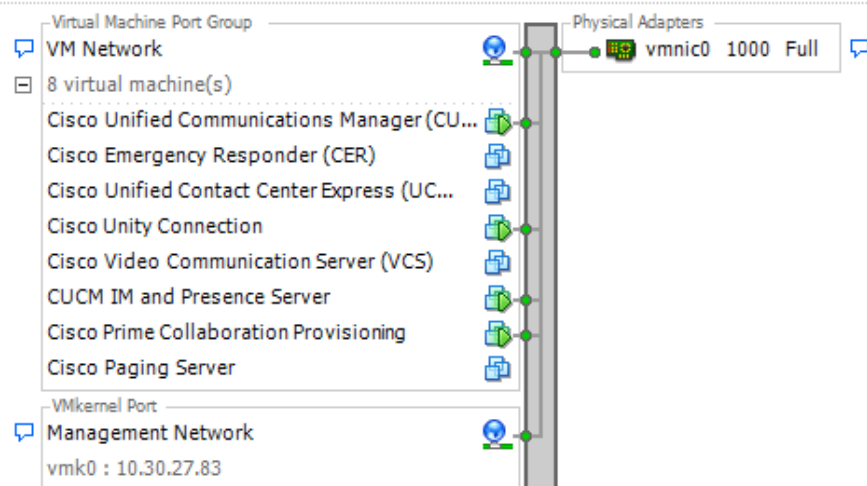 Virtual Machine Port Group
VM Network
8 virtual machine(s)
Cisco Unified Communications Manager (CU...
Cisco Emergency Responder (CER)
Cisco Unified Contact Center Express (UC...
Cisco Unity Connection
Cisco Video Communication Server (VCS)
CUCM IM and Presence Server
Cisco Prime Collaboration Provisioning
Cisco Paging Server
VMkernel Port
Management Network
vmk0 : 10.30.27.83
Physical Adapters
vmnic0 1000 Full